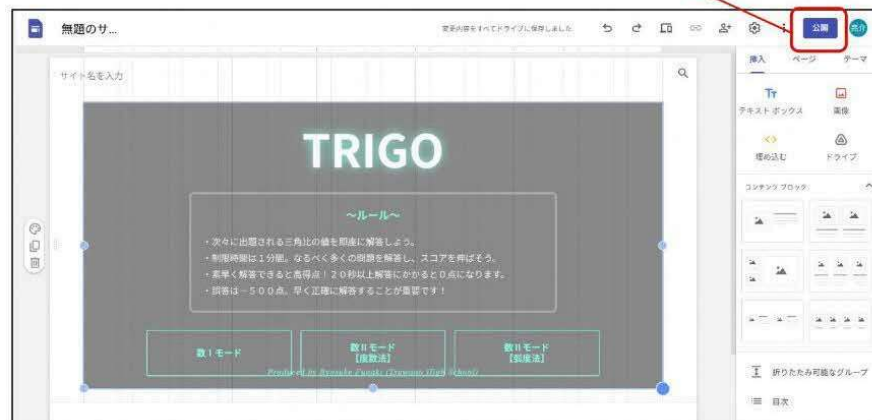 無題のサ...
変更内容をすべてドライブに保存しました
公開
亮介
サイト名を入力
挿入
ページ
テーマ
テキスト ボックス
画像
埋め込む
ドライブ
コンテンツ ブロック
折りたたみ可能なグループ
目次
TRIGO
～ルール～
・次々に出題される三角比の値を即座に解答しよう。
・制限時間は1分間。なるべく多くの問題を解答し、スコアを伸ばそう。
・素早く解答できると高得点！２０秒以上解答にかかると０点になります。
・誤答は－５００点。早く正確に解答することが重要です！
数Ⅰモード
数Ⅱモード
【度数法】
数Ⅱモード
【弧度法】
Produced by Ryosuke
High School)